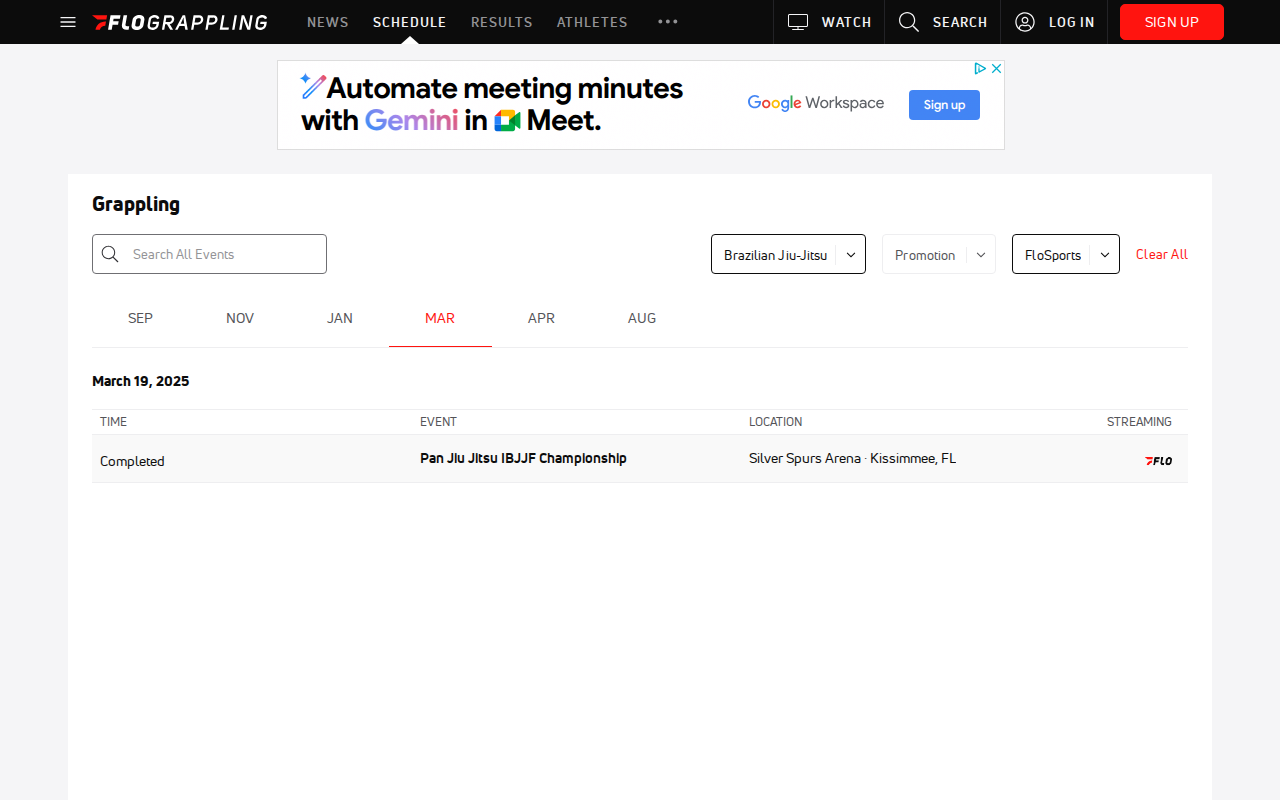 FLOGRAPPLING NEWS SCHEDULE RESULTS ATHLETES WATCH SEARCH LOG IN SIGN UP
Automate meeting minutes
with Gemini in Meet.
Google Workspace
Sign up
Grappling
Search All Events
Brazilian Jiu-Jitsu
Promotion
FloSports
Clear All
SEP NOV JAN MAR APR AUG
March 19, 2025
TIME EVENT LOCATION STREAMING
Completed Pan Jiu Jitsu IBJJF Championship Silver Spurs Arena · Kissimmee, FL FLO